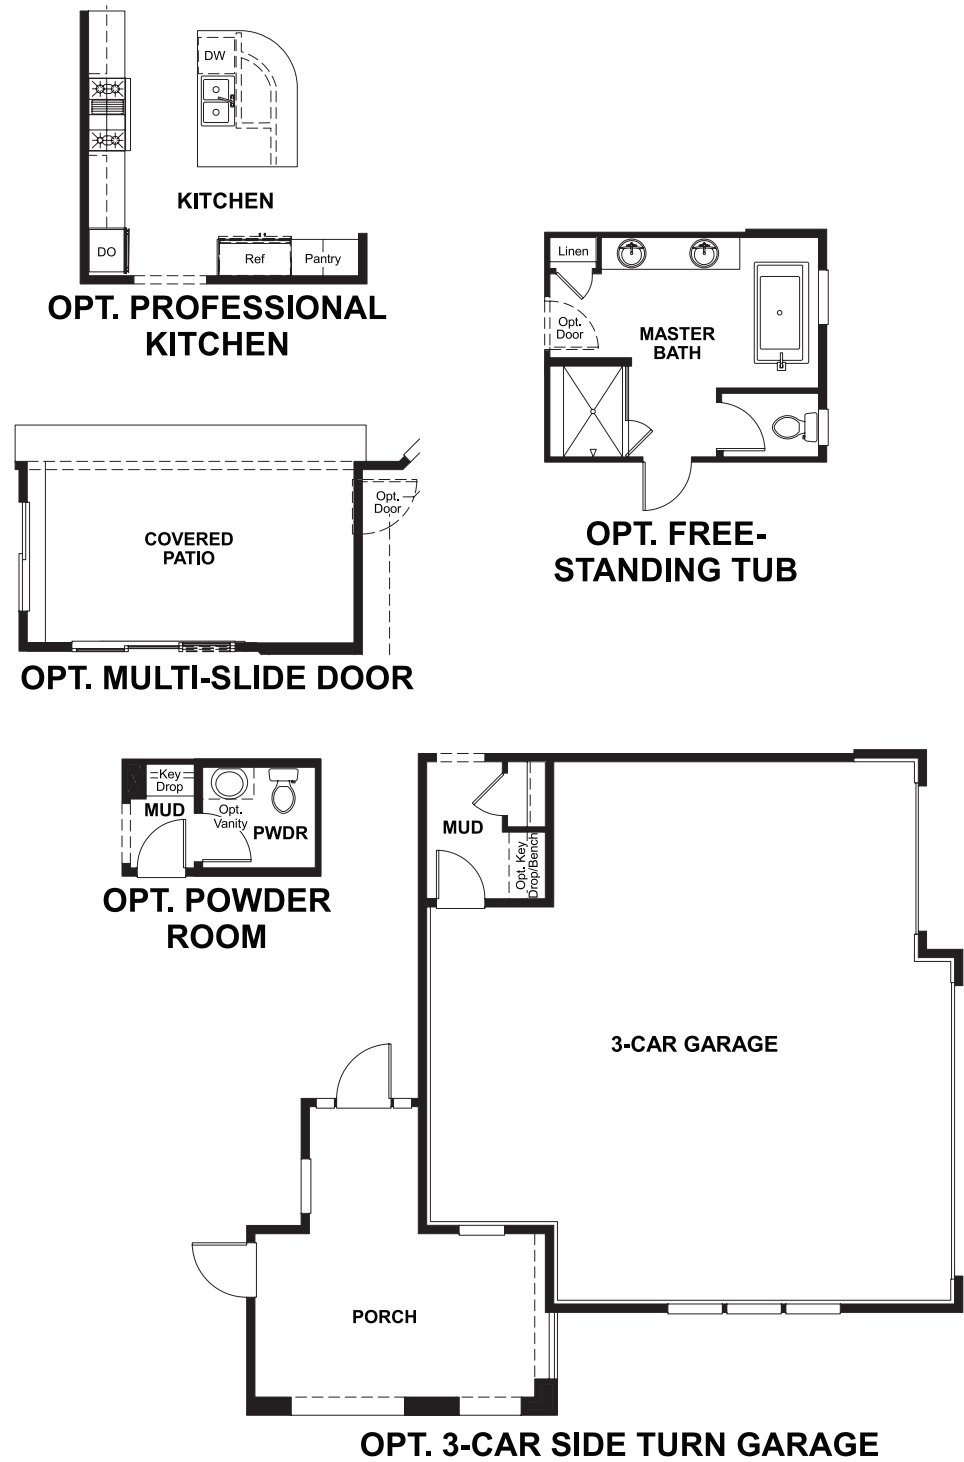 DW
KITCHEN
DO
Ref
Pantry
OPT. PROFESSIONAL
KITCHEN
Linen
Opt.
Door
MASTER
BATH
OPT. FREE-
STANDING TUB
Opt.
Door
COVERED
PATIO
OPT. MULTI-SLIDE DOOR
Key
Drop
MUD
Opt.
Vanity
PWDR
OPT. POWDER
ROOM
MUD
Opt. Key
Drop/Bench
3-CAR GARAGE
PORCH
OPT. 3-CAR SIDE TURN GARAGE